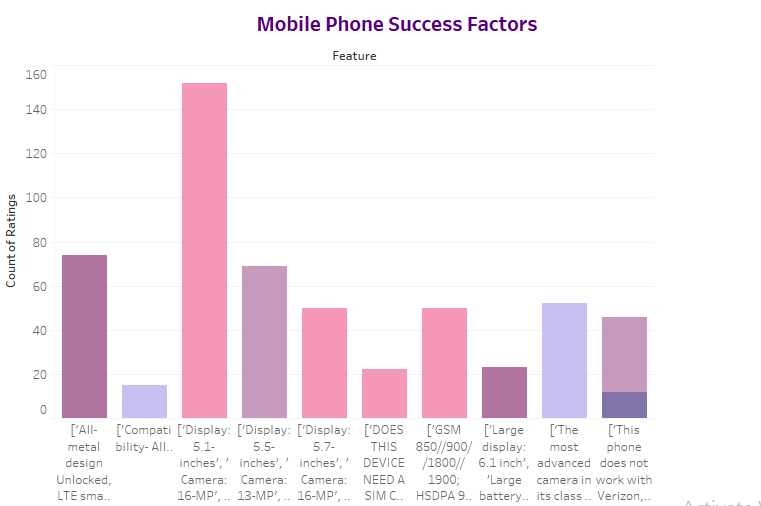 Mobile Phone Success Factors
Feature
160
140
120
100
80
60
40
20
0
Count of Ratings
['All-
metal
design
Unlocked,
LTE sma..
['Compati
bility- All..
['Display:
5.1-
inches', '
Camera:
16-MP', ..
['Display:
5.5-
inches', '
Camera:
13-MP', ..
['Display:
5.7-
inches', '
Camera:
16-MP', ..
['DOES
THIS
DEVICE
NEED A
SIM C..
['GSM
850//900/
/1800//
1900;
HSDPA 9..
['Large
display:
6.1 inch',
'Large
battery..
['The
most
advanced
camera in
its class ..
['This
phone
does not
work with
Verizon,..